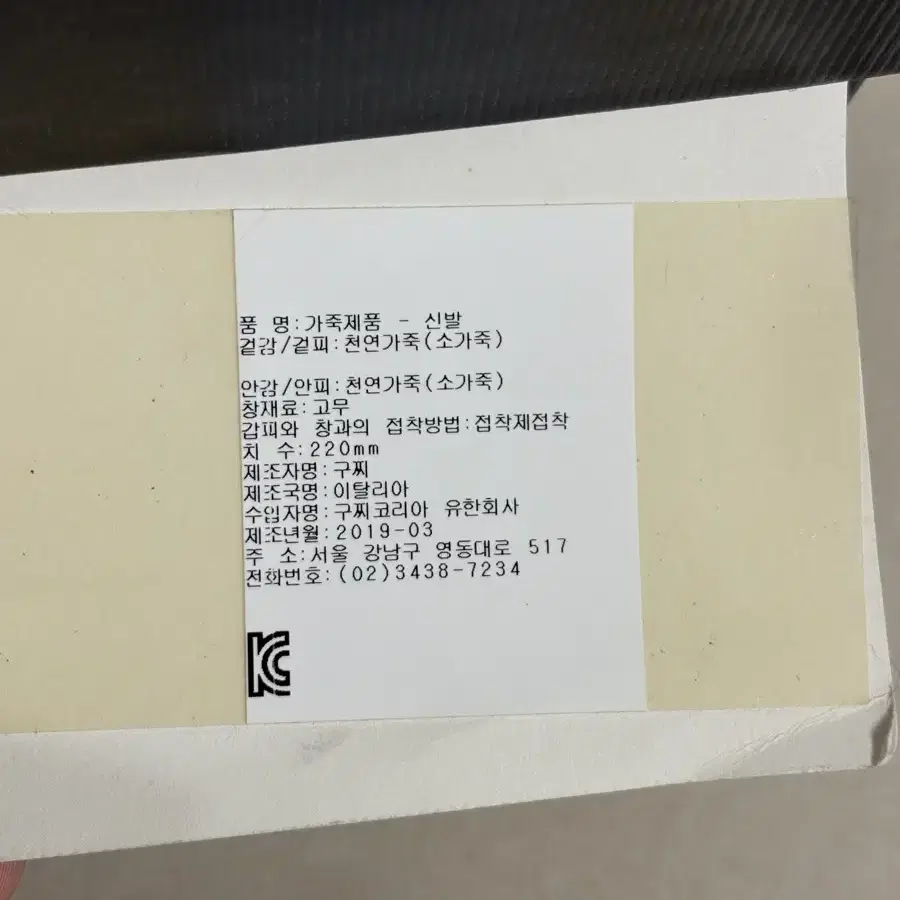 품 명:가죽제품 - 신발
겉감/겉피:천연가죽(소가죽)
안감/안피:천연가죽(소가죽)
창재료:고무
갑피와 창과의 접착방법:접착제접착
치 수:220mm
제조자명:구찌
제조국명:이탈리아
수입자명:구찌코리아 유한회사
제조년월:2019-03
주 소:서울 강남구 영동대로 517
전화번호:(02)3438-7234
KC